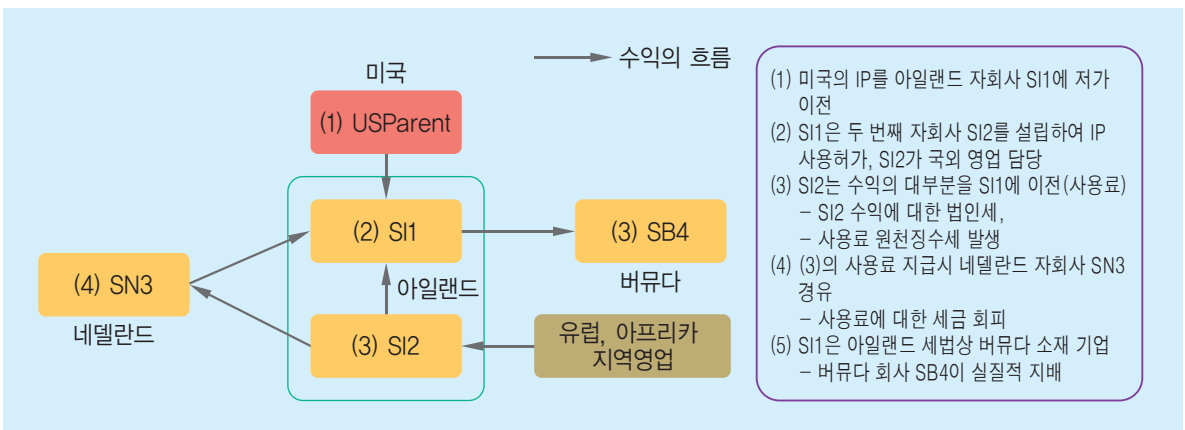 수익의 흐름
미국
(1) USParent
(2) SI1
(3) SB4
버뮤다
(4) SN3
네델란드
아일랜드
(3) SI2
유럽, 아프리카
지역영업
(1) 미국의 IP를 아일랜드 자회사 SI1에 저가
이전
(2) SI1은 두 번째 자회사 SI2를 설립하여 IP
사용허가, SI2가 국외 영업 담당
(3) SI2는 수익의 대부분을 SI1에 이전(사용료)
– SI2 수익에 대한 법인세,
– 사용료 원천징수세 발생
(4) (3)의 사용료 지급시 네델란드 자회사 SN3
경유
– 사용료에 대한 세금 회피
(5) SI1은 아일랜드 세법상 버뮤다 소재 기업
– 버뮤다 회사 SB4이 실질적 지배